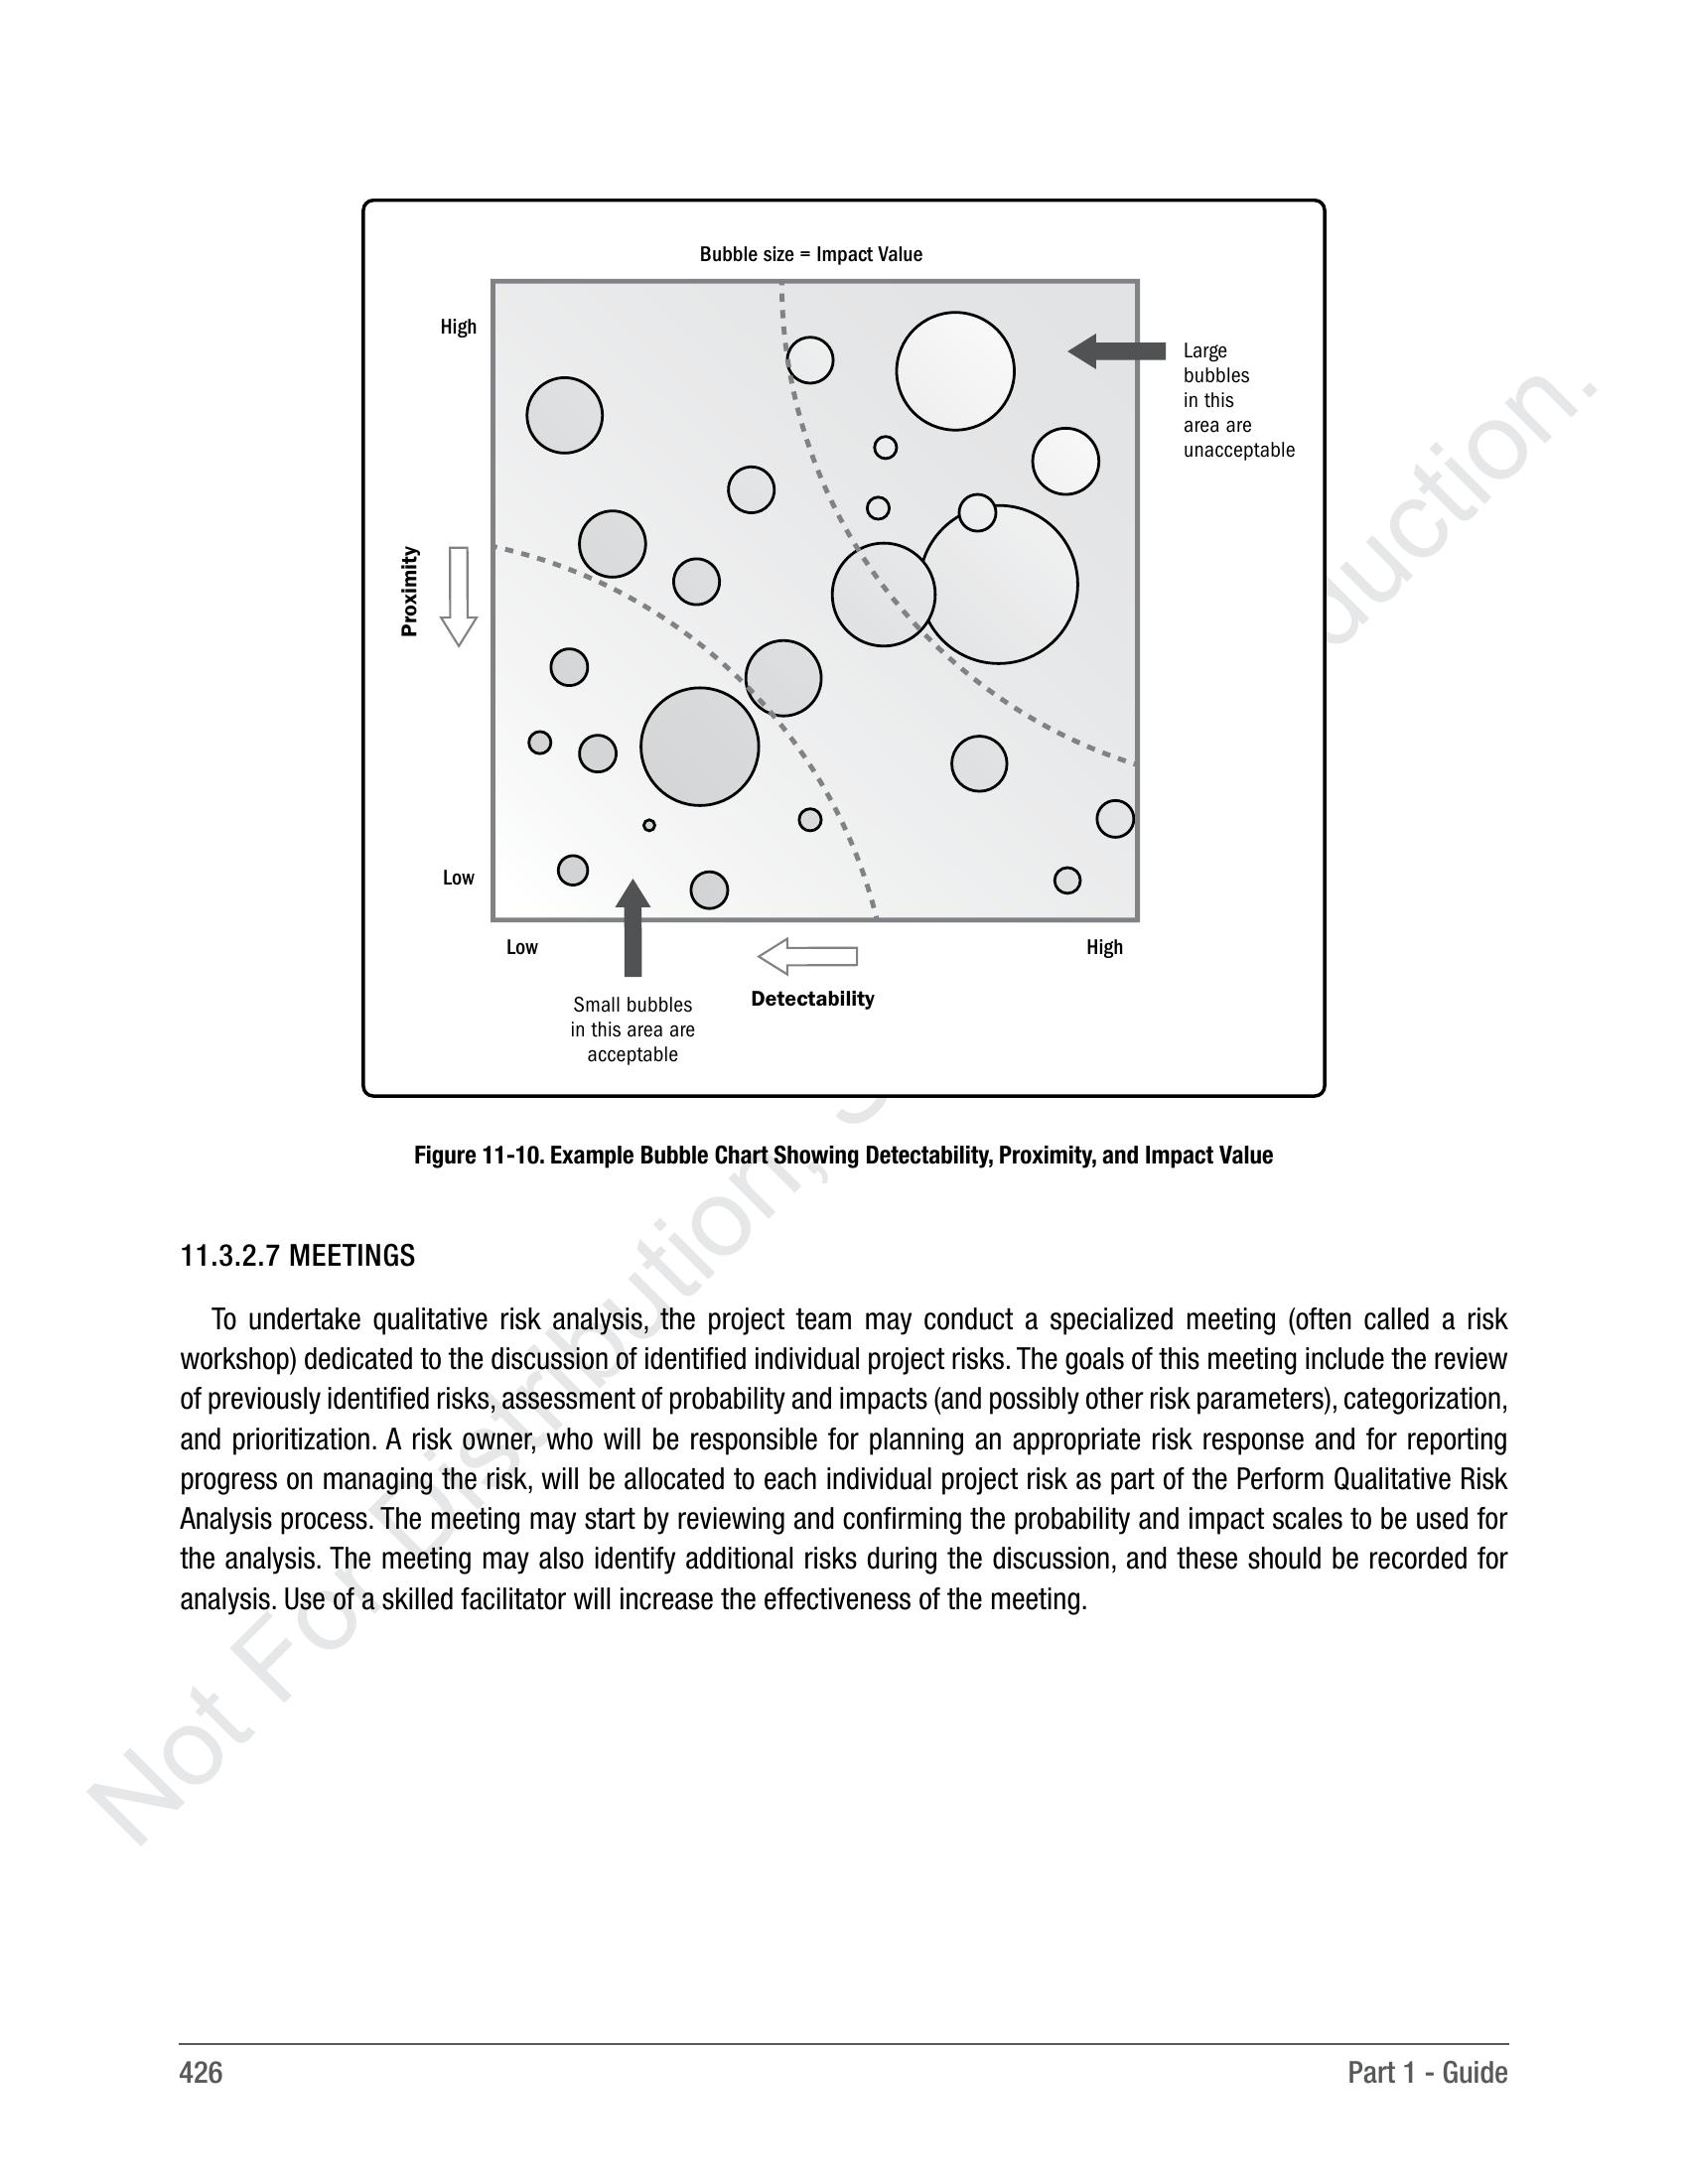 Bubble size = Impact Value
High
Large
bubbles
in this
area are
unacceptable
Proximity
Low
Low
High
Detectability
Small bubbles
in this area are
acceptable
Figure 11-10. Example Bubble Chart Showing Detectability, Proximity, and Impact Value
11.3.2.7 MEETINGS
To undertake qualitative risk analysis, the project team may conduct a specialized meeting (often called a risk
workshop) dedicated to the discussion of identified individual project risks. The goals of this meeting include the review
of previously identified risks, assessment of probability and impacts (and possibly other risk parameters), categorization,
and prioritization. A risk owner, who will be responsible for planning an appropriate risk response and for reporting
progress on managing the risk, will be allocated to each individual project risk as part of the Perform Qualitative Risk
Analysis process. The meeting may start by reviewing and confirming the probability and impact scales to be used for
the analysis. The meeting may also identify additional risks during the discussion, and these should be recorded for
analysis. Use of a skilled facilitator will increase the effectiveness of the meeting.
Not For Distribution,
duction.
426
Part 1 - Guide